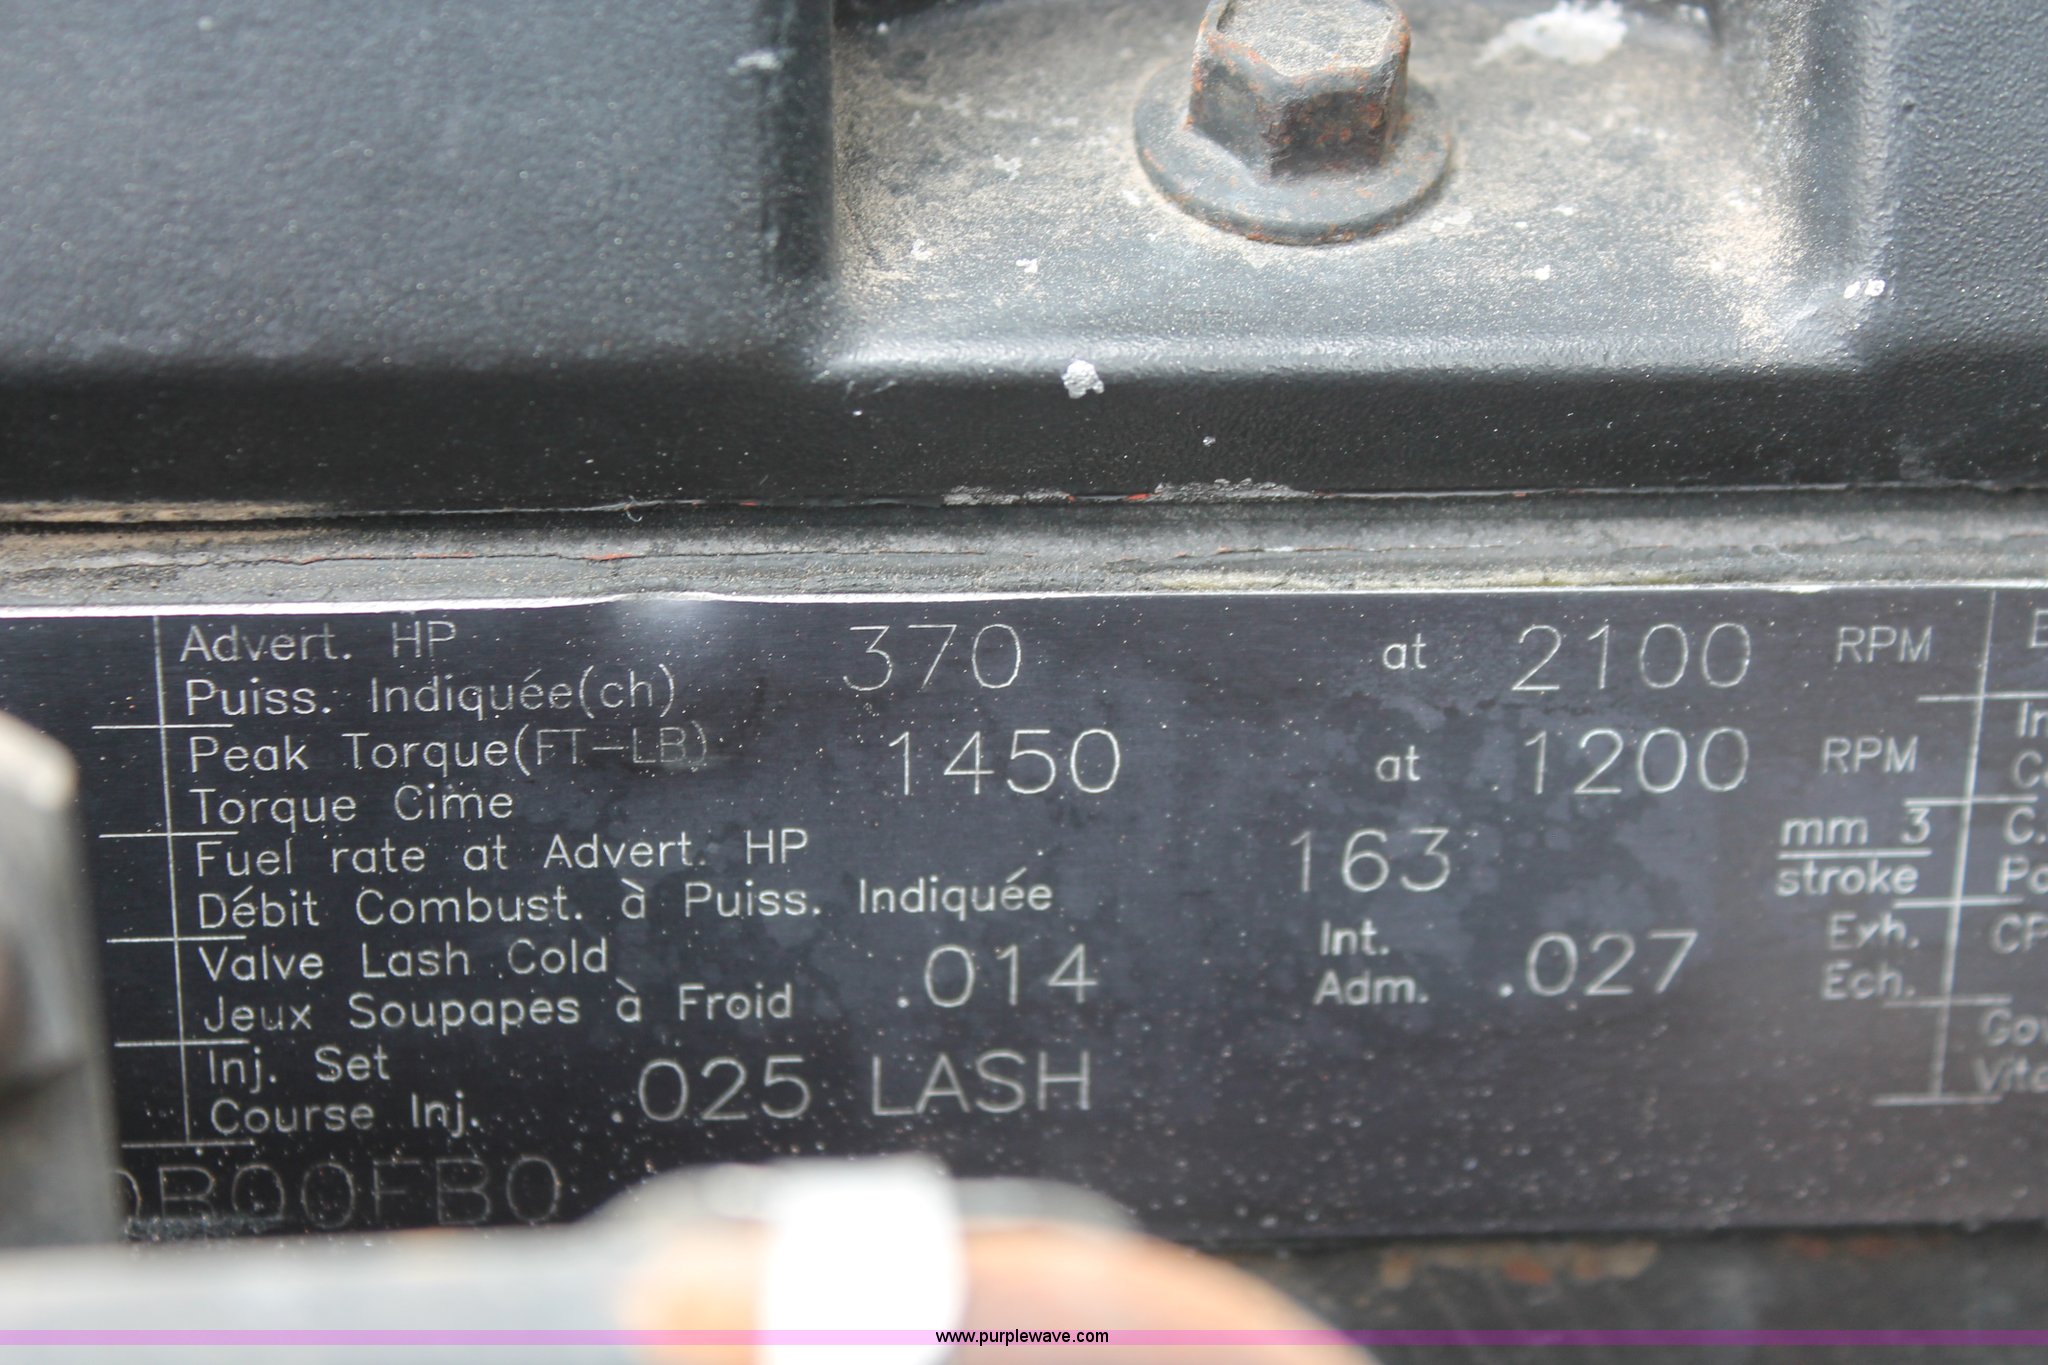 Advert. HP 370 at 2100 RPM
Puiss. Indiquée(ch)
Peak Torque(FT-LB) 1450 at 1200 RPM
Torque Cime
Fuel rate at Advert. HP 163 mm 3
Débit Combust. à Puiss. Indiquée stroke
Valve Lash Cold .014 Int. .027 Exh.
Jeux Soupapes à Froid Adm. Ech.
Inj. Set .025 LASH
Course Inj.
www.purplewave.com